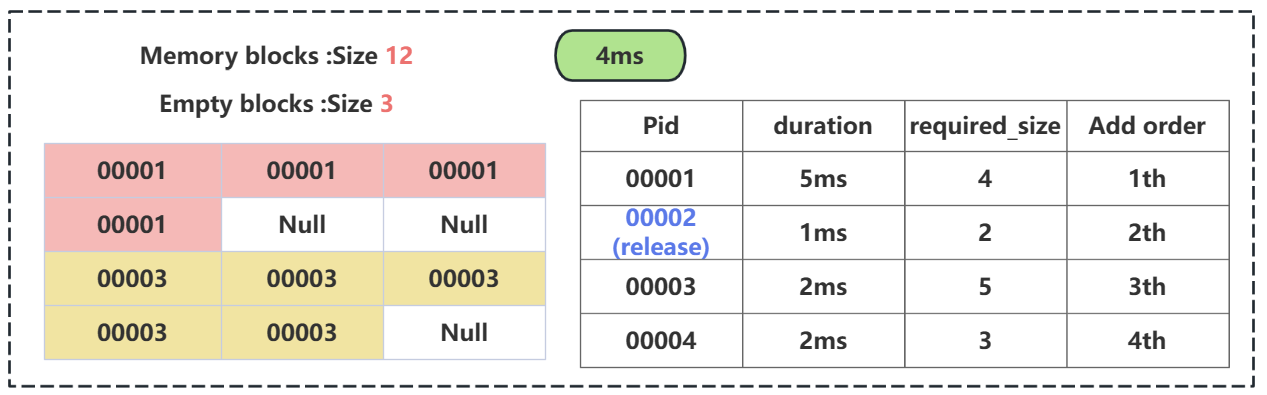 Memory blocks :Size 12
4ms
Empty blocks :Size 3
00001 00001 00001
00001 Null Null
00003 00003 00003
00003 00003 Null
Pid duration required_size Add order
00001 5ms 4 1th
00002
(release) 1ms 2 2th
00003 2ms 5 3th
00004 2ms 3 4th